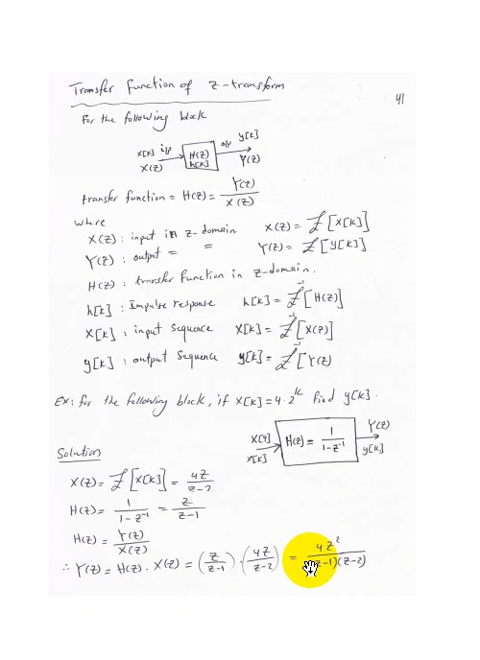 Transfer function of z-transform
41
For the following block
x[k] i/p H(z) h[k] o/p y[k]
X(z) Y(z)
transfer function = H(z) = Y(z) / X(z)
where
X(z) : input in z-domain X(z) = Z[x[k]]
Y(z) : output = = Y(z) = Z[y[k]]
H(z) : transfer function in z-domain.
h[k] : Impulse response h[k] = Z⁻¹[H(z)]
x[k] : input sequence x[k] = Z⁻¹[X(z)]
y[k] : output sequence y[k] = Z⁻¹[Y(z)
EX: for the following block, if x[k] = 4·2^k find y[k].
X(z) x[k] H(z) = 1 / 1-z⁻¹ Y(z) y[k]
Solution
X(z) = Z[x[k]] = 4z / z-2
H(z) = 1 / 1-z⁻¹ = z / z-1
H(z) = Y(z) / X(z)
∴ Y(z) = H(z) · X(z) = (z / z-1) · (4z / z-2) = 4z² / z-1)(z-2)